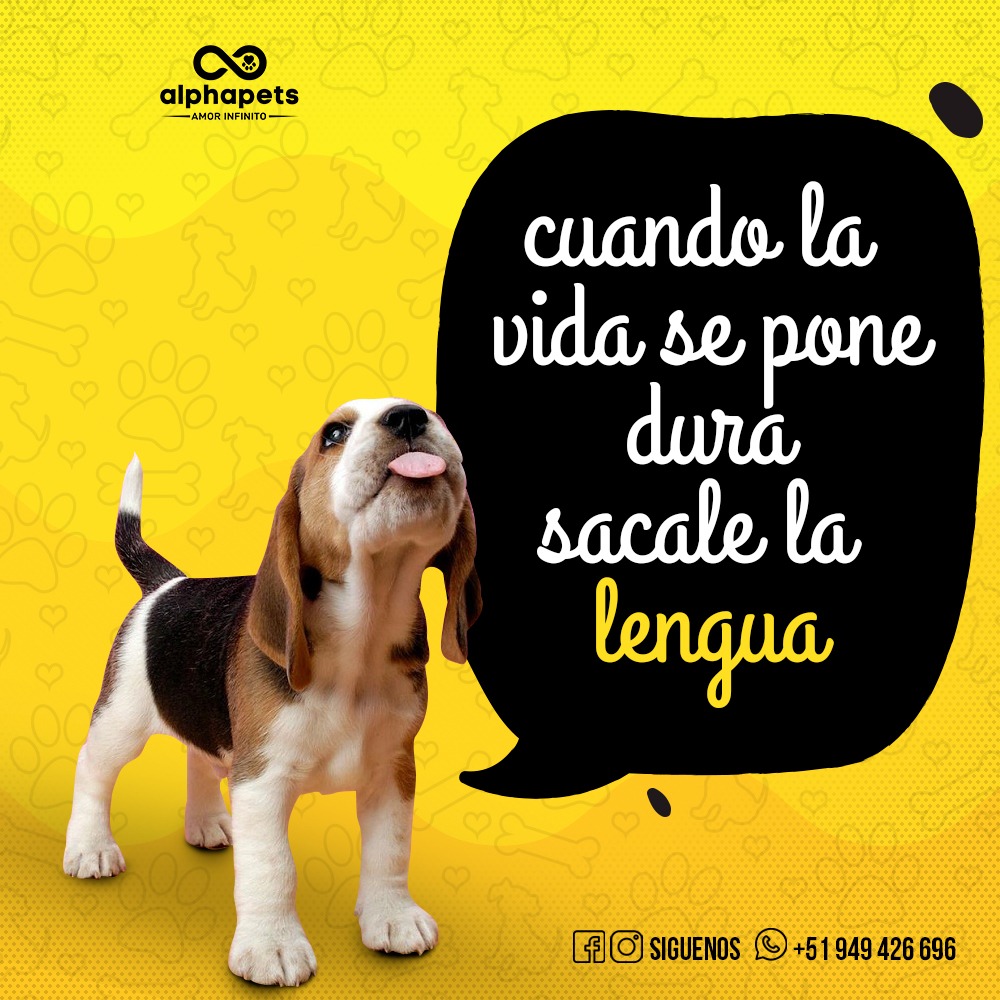 alphapets
AMOR INFINITO
cuando la
vida se pone
dura
sacale la
lengua
SIGUENOS +51 949 426 696